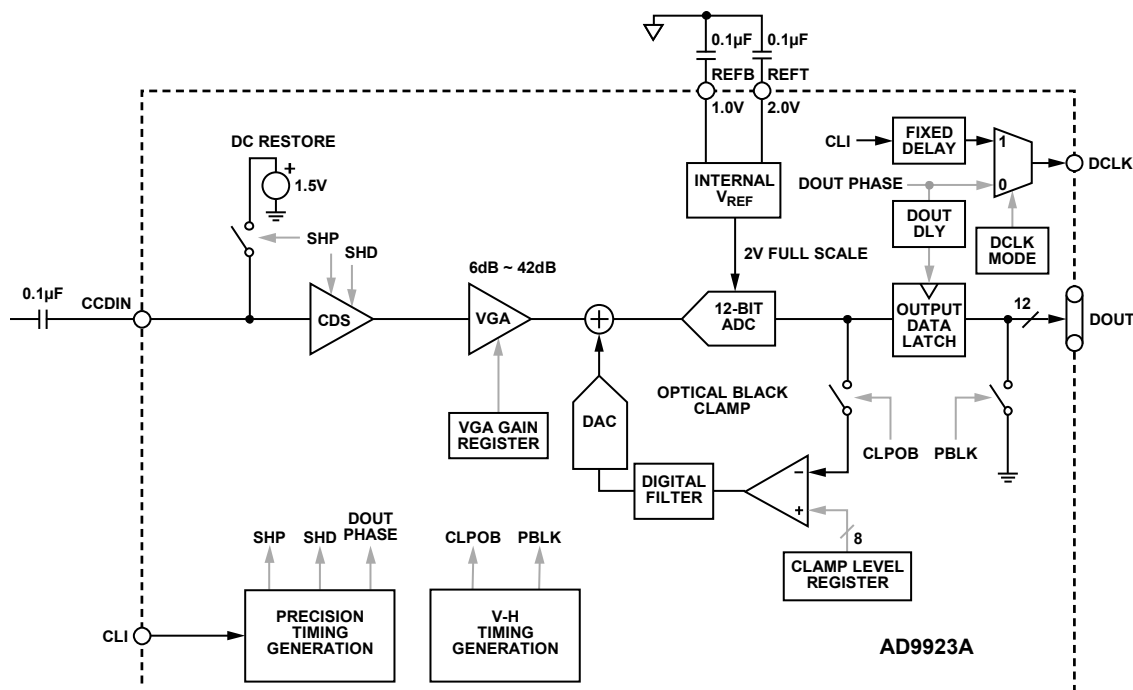 0.1µF
0.1µF
REFB
REFT
1.0V
2.0V
DC RESTORE
+
1.5V
CLI
FIXED
DELAY
1
DCLK
INTERNAL
VREF
DOUT PHASE
0
DOUT
DLY
DCLK
MODE
SHP
SHD
2V FULL SCALE
6dB ~ 42dB
0.1µF
CCDIN
CDS
VGA
+
12-BIT
ADC
OUTPUT
DATA
LATCH
12
DOUT
OPTICAL BLACK
CLAMP
DAC
VGA GAIN
REGISTER
CLPOB
PBLK
DIGITAL
FILTER
–
+
8
CLAMP LEVEL
REGISTER
SHP
SHD
DOUT
PHASE
CLPOB
PBLK
CLI
PRECISION
TIMING
GENERATION
V-H
TIMING
GENERATION
AD9923A